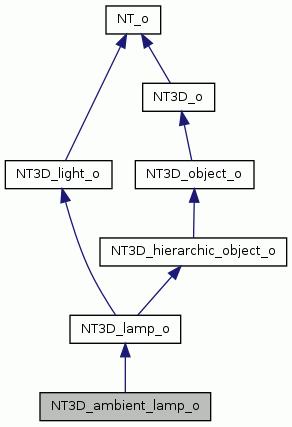 NT_o
NT3D_o
NT3D_light_o
NT3D_object_o
NT3D_hierarchic_object_o
NT3D_lamp_o
NT3D_ambient_lamp_o